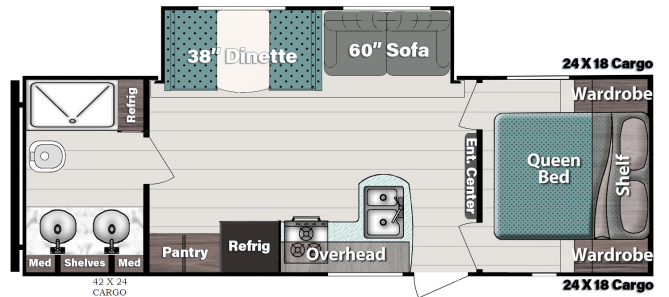 38" Dinette
60" Sofa
24 X 18 Cargo
Wardrobe
Refrig
Ent. Center
Queen
Bed
Shelf
Pantry
Refrig
Overhead
Wardrobe
Med
Shelves
Med
42 X 24
CARGO
24 X 18 Cargo